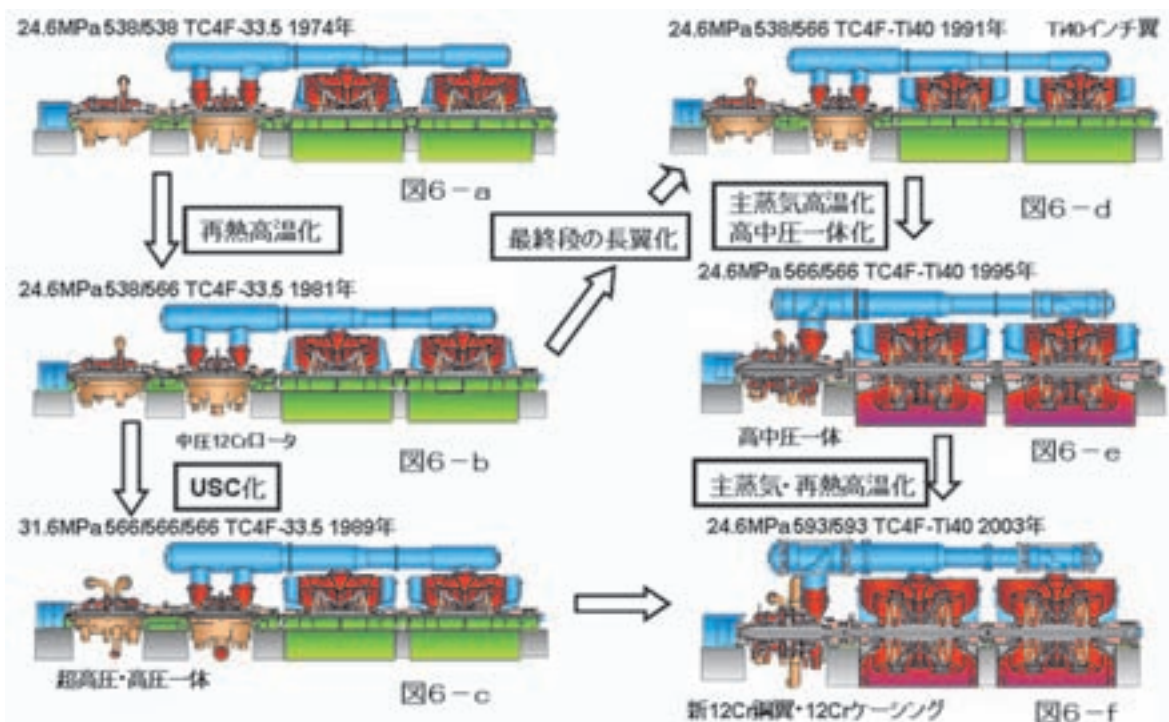 24.6MPa 538/538 TC4F-33.5 1974年
図6-a
再熱高温化
24.6MPa 538/566 TC4F-33.5 1981年
中圧12Crロータ
図6-b
USC化
31.6MPa 566/566/566 TC4F-33.5 1989年
超高圧・高圧一体
図6-c
最終段の長翼化
24.6MPa 538/566 TC4F-Ti40 1991年
Ti40インチ翼
図6-d
主蒸気高温化
高中圧一体化
24.6MPa 566/566 TC4F-Ti40 1995年
高中圧一体
図6-e
主蒸気・再熱高温化
24.6MPa 593/593 TC4F-Ti40 2003年
新12Cr鋼翼・12Crケーシング
図6-f